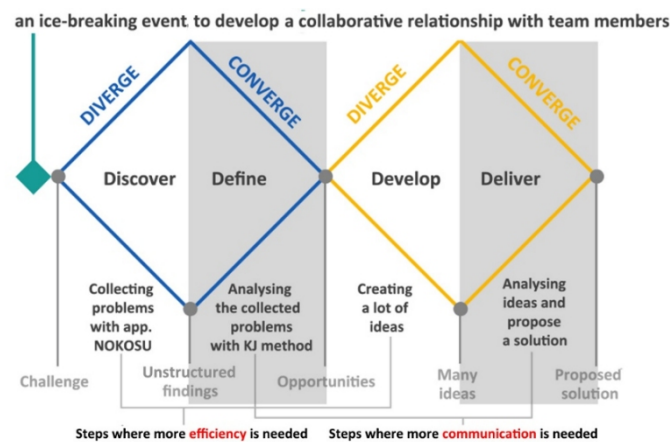 an ice-breaking event to develop a collaborative relationship with team members
DIVERGE
CONVERGE
DIVERGE
CONVERGE
Discover
Define
Develop
Deliver
Collecting
problems
with app.
NOKOSU
Analysing
the collected
problems
with KJ method
Creating
a lot of
ideas
Analysing
ideas and
propose
a solution
Challenge
Unstructured
findings
Opportunities
Many
ideas
Proposed
solution
Steps where more efficiency is needed
Steps where more communication is needed